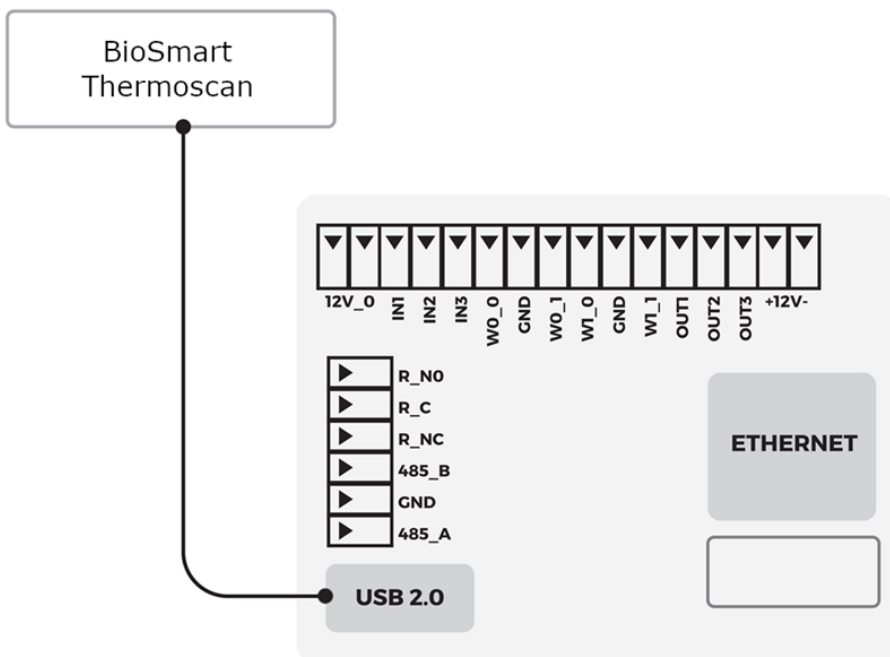 BioSmart
Thermoscan
12V_0
IN1
IN2
IN3
W0_0
GND
W0_1
W1_0
GND
W1_1
OUT1
OUT2
OUT3
+12V-
R_N0
R_C
R_NC
485_B
GND
485_A
ETHERNET
USB 2.0